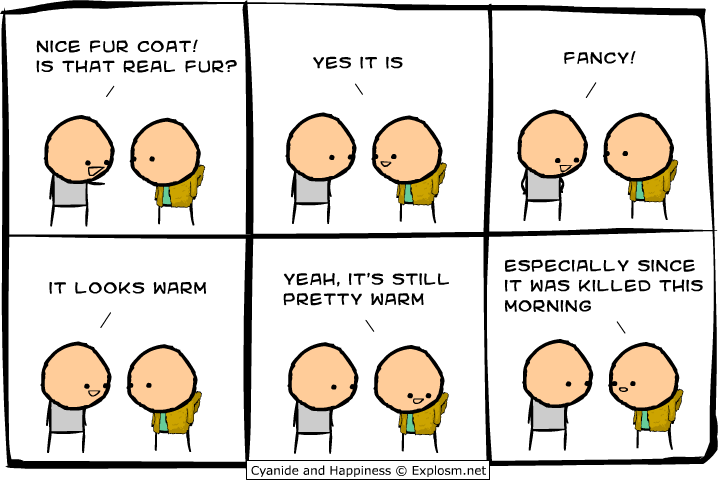 NICE FUR COAT!
IS THAT REAL FUR?
YES IT IS
FANCY!
IT LOOKS WARM
YEAH, IT'S STILL
PRETTY WARM
ESPECIALLY SINCE
IT WAS KILLED THIS
MORNING
Cyanide and Happiness © Explosm.net